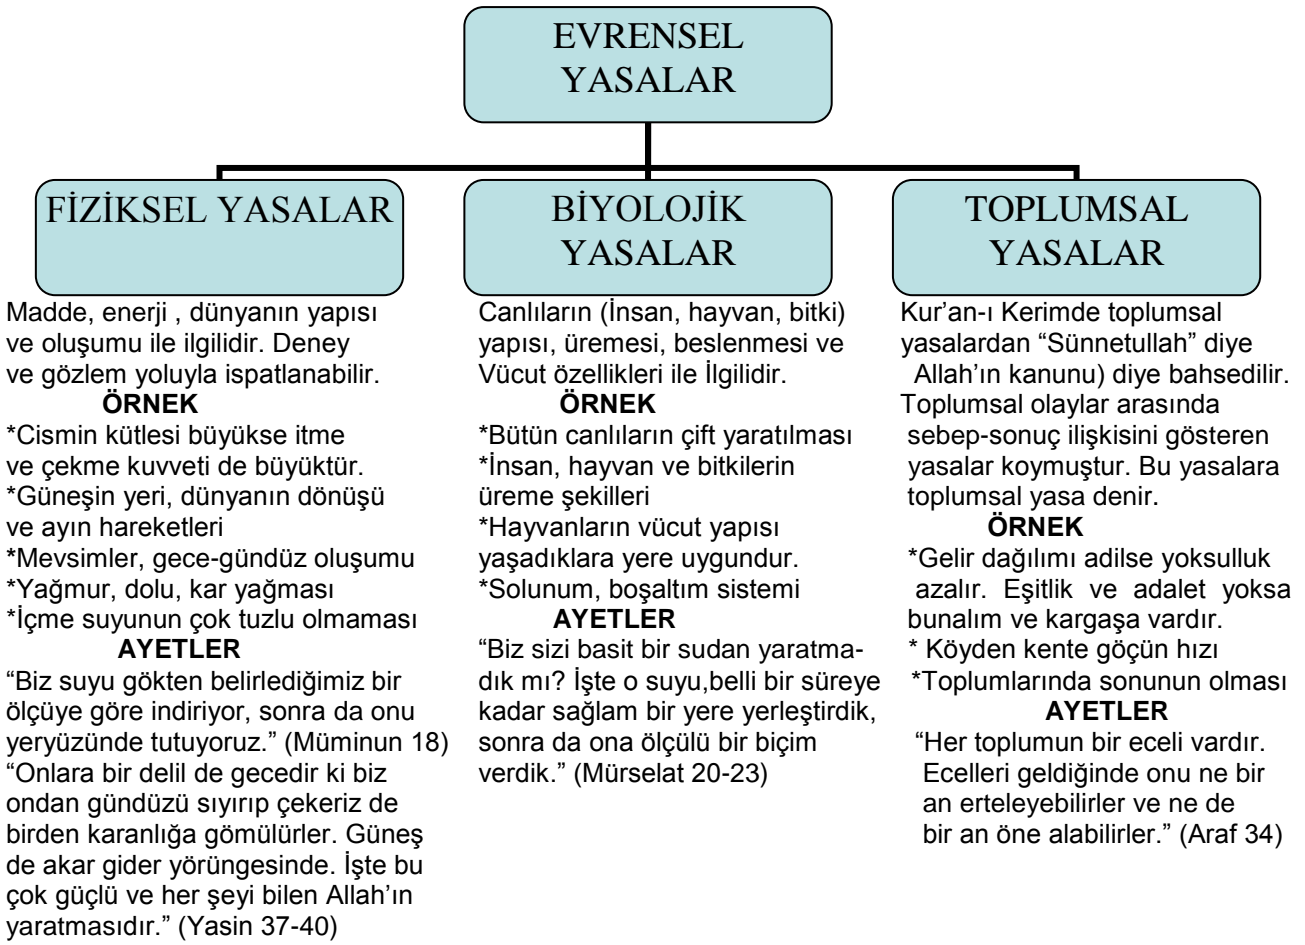 EVRENSEL
YASALAR
FİZİKSEL YASALAR
Madde, enerji , dünyanın yapısı
ve oluşumu ile ilgilidir. Deney
ve gözlem yoluyla ispatlanabilir.
ÖRNEK
*Cismin kütlesi büyükse itme
ve çekme kuvveti de büyüktür.
*Güneşin yeri, dünyanın dönüşü
ve ayın hareketleri
*Mevsimler, gece-gündüz oluşumu
*Yağmur, dolu, kar yağması
*İçme suyunun çok tuzlu olmaması
AYETLER
“Biz suyu gökten belirlediğimiz bir
ölçüye göre indiriyor, sonra da onu
yeryüzünde tutuyoruz.” (Müminun 18)
“Onlara bir delil de gecedir ki biz
ondan gündüzü sıyırıp çekeriz de
birden karanlığa gömülürler. Güneş
de akar gider yörüngesinde. İşte bu
çok güçlü ve her şeyi bilen Allah’ın
yaratmasıdır.” (Yasin 37-40)
BİYOLOJİK
YASALAR
Canlıların (İnsan, hayvan, bitki)
yapısı, üremesi, beslenmesi ve
Vücut özellikleri ile İlgilidir.
ÖRNEK
*Bütün canlıların çift yaratılması
*İnsan, hayvan ve bitkilerin
üreme şekilleri
*Hayvanların vücut yapısı
yaşadıklara yere uygundur.
*Solunum, boşaltım sistemi
AYETLER
“Biz sizi basit bir sudan yaratma-
dık mı? İşte o suyu,belli bir süreye
kadar sağlam bir yere yerleştirdik,
sonra da ona ölçülü bir biçim
verdik.” (Mürselat 20-23)
TOPLUMSAL
YASALAR
Kur’an-ı Kerimde toplumsal
yasalardan “Sünnetullah” diye
Allah’ın kanunu) diye bahsedilir.
Toplumsal olaylar arasında
sebep-sonuç ilişkisini gösteren
yasalar koymuştur. Bu yasalara
toplumsal yasa denir.
ÖRNEK
*Gelir dağılımı adilse yoksulluk
azalır. Eşitlik ve adalet yoksa
bunalım ve kargaşa vardır.
* Köyden kente göçün hızı
*Toplumlarında sonunun olması
AYETLER
“Her toplumun bir eceli vardır.
Ecelleri geldiğinde onu ne bir
an erteleyebilirler ve ne de
bir an öne alabilirler.” (Araf 34)